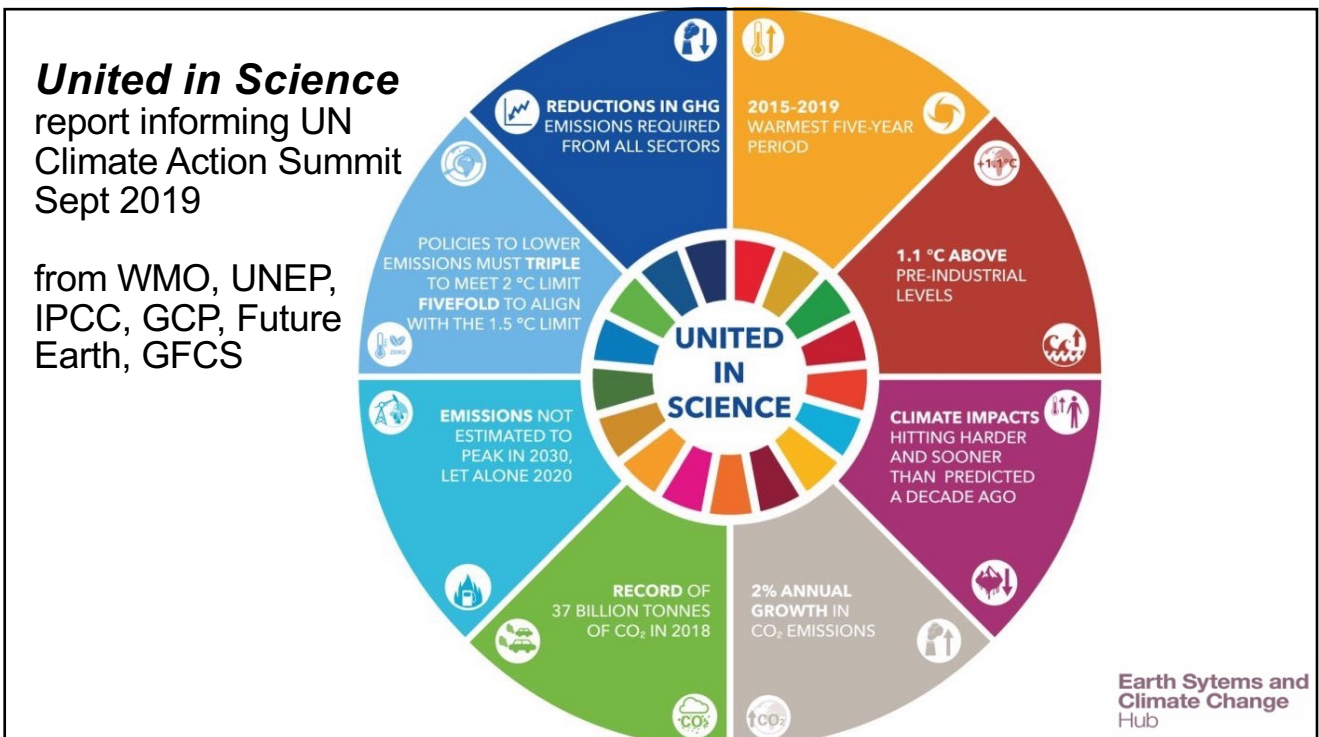 United in Science
report informing UN
Climate Action Summit
Sept 2019
from WMO, UNEP,
IPCC, GCP, Future
Earth, GFCS
REDUCTIONS IN GHG
EMISSIONS REQUIRED
FROM ALL SECTORS
2015-2019
WARMEST FIVE-YEAR
PERIOD
+1.1°C
1.1 °C ABOVE
PRE-INDUSTRIAL
LEVELS
POLICIES TO LOWER
EMISSIONS MUST TRIPLE
TO MEET 2 °C LIMIT
FIVEFOLD TO ALIGN
WITH THE 1.5 °C LIMIT
ZERO
UNITED
IN
SCIENCE
EMISSIONS NOT
ESTIMATED TO
PEAK IN 2030,
LET ALONE 2020
CLIMATE IMPACTS
HITTING HARDER
AND SOONER
THAN PREDICTED
A DECADE AGO
RECORD OF
37 BILLION TONNES
OF CO₂ IN 2018
CO₂
2% ANNUAL
GROWTH IN
CO₂ EMISSIONS
CO₂
Earth Sytems and
Climate Change
Hub